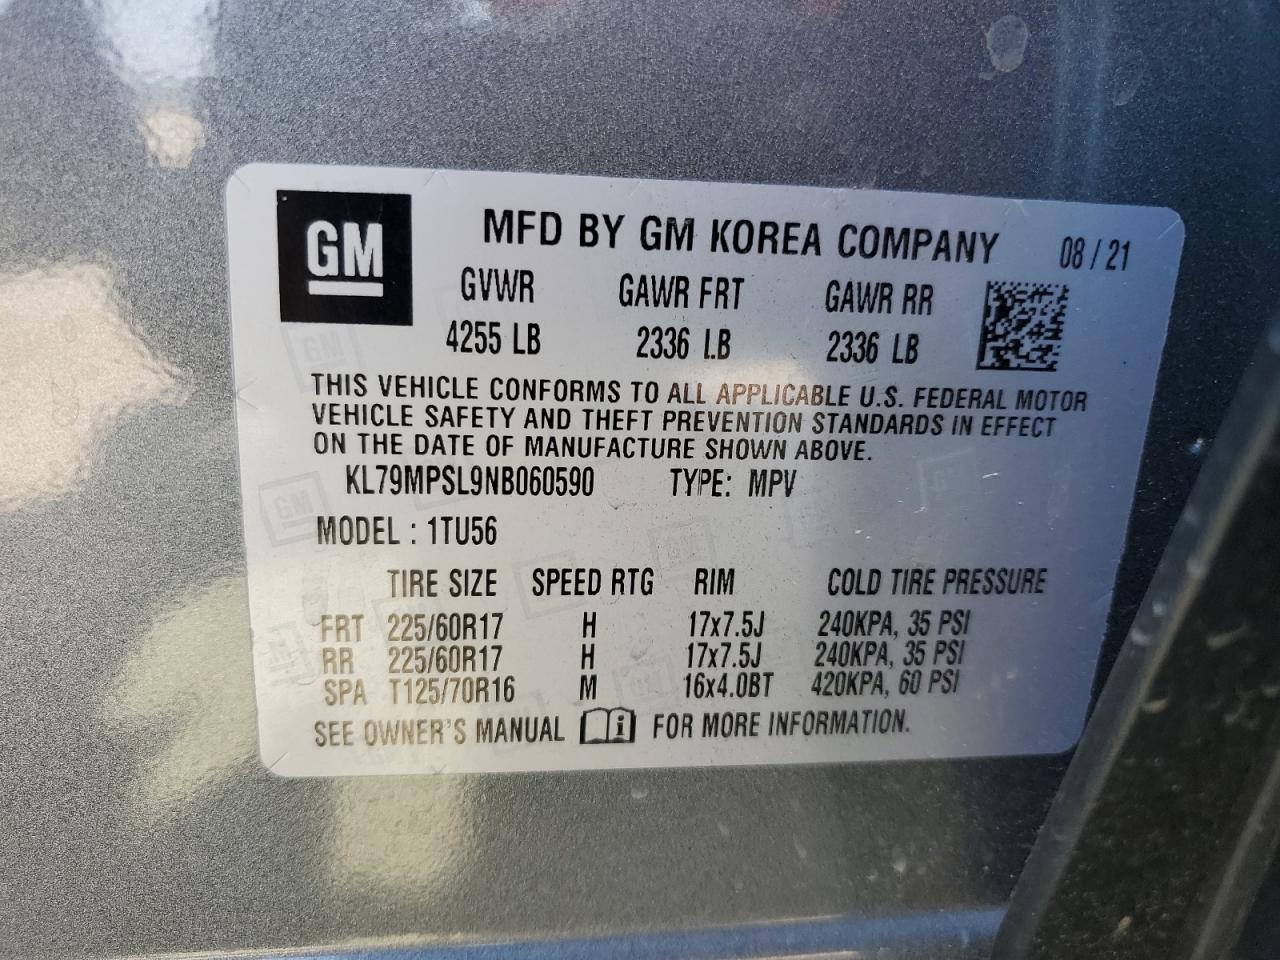 GM
MFD BY GM KOREA COMPANY 08 / 21
GVWR GAWR FRT GAWR RR
4255 LB 2336 LB 2336 LB
THIS VEHICLE CONFORMS TO ALL APPLICABLE U.S. FEDERAL MOTOR
VEHICLE SAFETY AND THEFT PREVENTION STANDARDS IN EFFECT
ON THE DATE OF MANUFACTURE SHOWN ABOVE.
KL79MPSL9NB060590 TYPE: MPV
MODEL : 1TU56
TIRE SIZE SPEED RTG RIM COLD TIRE PRESSURE
FRT 225/60R17 H 17x7.5J 240KPA, 35 PSI
RR 225/60R17 H 17x7.5J 240KPA, 35 PSI
SPA T125/70R16 M 16x4.0BT 420KPA, 60 PSI
SEE OWNER'S MANUAL i FOR MORE INFORMATION.